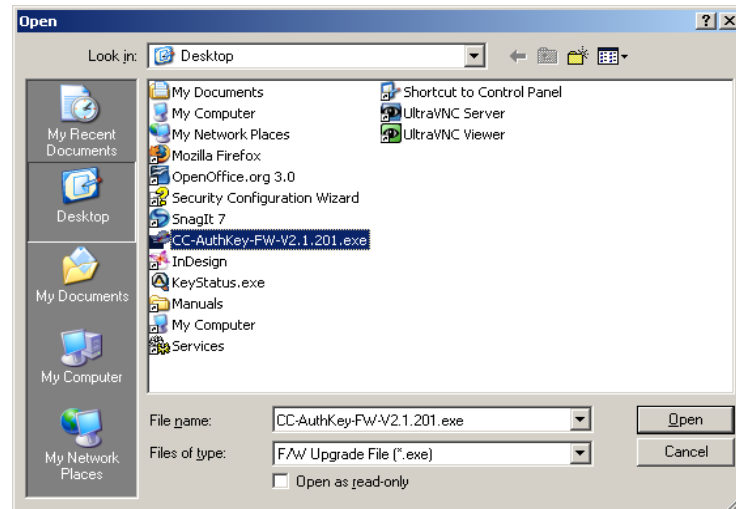 Open
Look in:
Desktop
My Recent
Documents
Desktop
My Documents
My Computer
My Network
Places
My Documents
My Computer
My Network Places
Mozilla Firefox
OpenOffice.org 3.0
Security Configuration Wizard
SnagIt 7
CC-AuthKey-FW-V2.1.201.exe
InDesign
KeyStatus.exe
Manuals
My Computer
Services
Shortcut to Control Panel
UltraVNC Server
UltraVNC Viewer
File name:
CC-AuthKey-FW-V2.1.201.exe
Open
Files of type:
F/W Upgrade File (*.exe)
Cancel
Open as read-only